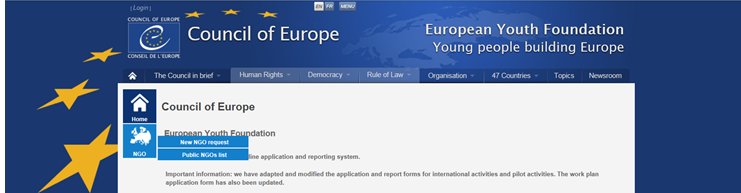 [ Login ]
EN FR MENU
COUNCIL OF EUROPE
CONSEIL DE L'EUROPE
Council of Europe
European Youth Foundation
Young people building Europe
The Council in brief
Human Rights
Democracy
Rule of Law
Organisation
47 Countries
Topics
Newsroom
Home
NGO
Council of Europe
European Youth Foundation
New NGO request
Public NGOs list
line application and reporting system.
Important information: we have adapted and modified the application and report forms for international activities and pilot activities. The work plan
application form has also been updated.